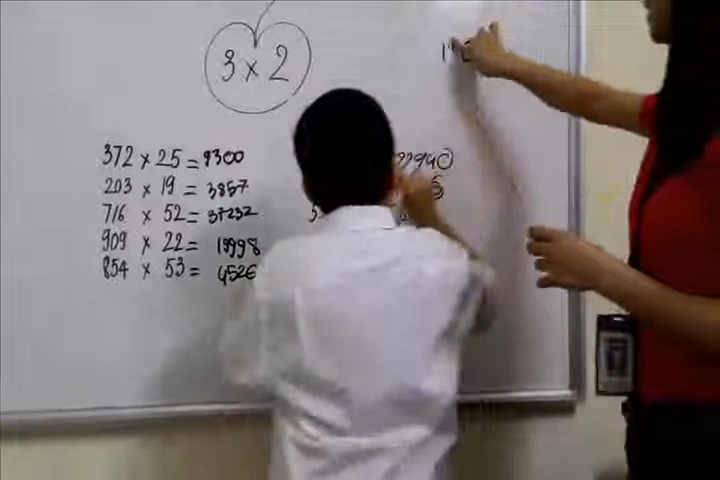 3 × 2
372 × 25 = 9300
203 × 19 = 3857
716 × 52 = 37232
909 × 22 = 19998
854 × 53 = 4526